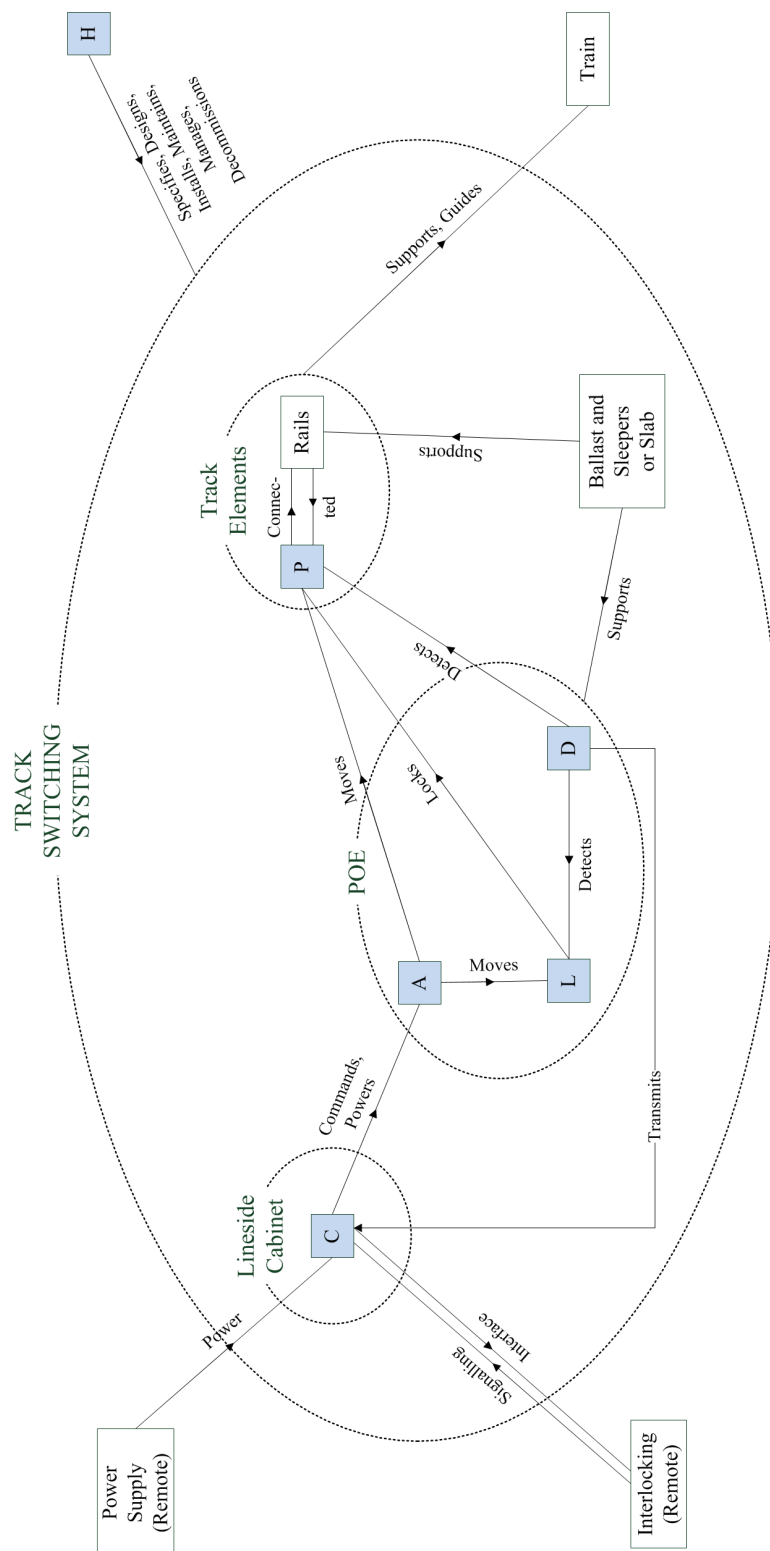 TRACK
SWITCHING
SYSTEM
H
Specifies, Designs,
Installs, Maintains,
Manages,
Decommissions
Train
Supports, Guides
Track
Elements
Rails
Connec-
ted
P
Supports
Ballast and
Sleepers
or Slab
Supports
Detects
Locks
Moves
POE
D
Detects
A
Moves
L
Commands,
Powers
Transmits
Lineside
Cabinet
C
Power
Power
Supply
(Remote)
Interface
Signalling
Interlocking
(Remote)